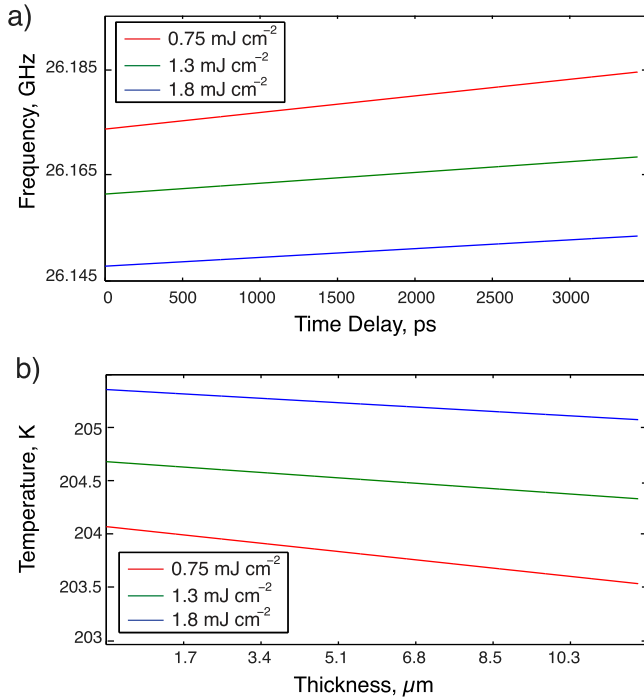 a)
Frequency, GHz
26.185
26.165
26.145
0.75 mJ cm⁻²
1.3 mJ cm⁻²
1.8 mJ cm⁻²
0 500 1000 1500 2000 2500 3000
Time Delay, ps
b)
Temperature, K
205
204.5
204
203.5
203
0.75 mJ cm⁻²
1.3 mJ cm⁻²
1.8 mJ cm⁻²
1.7 3.4 5.1 6.8 8.5 10.3
Thickness, µm